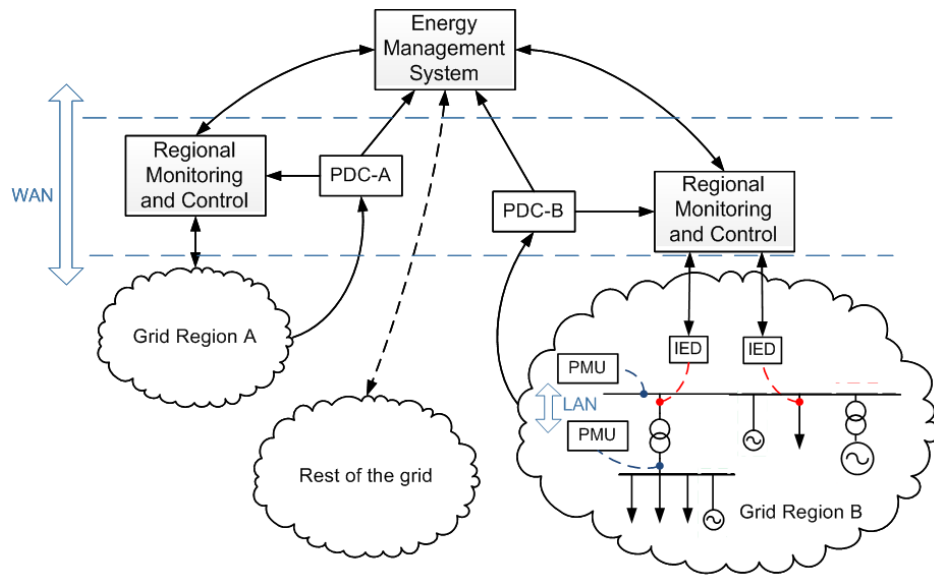 Energy
Management
System
WAN
Regional
Monitoring
and Control
PDC-A
PDC-B
Regional
Monitoring
and Control
Grid Region A
IED
IED
PMU
LAN
PMU
Rest of the grid
Grid Region B